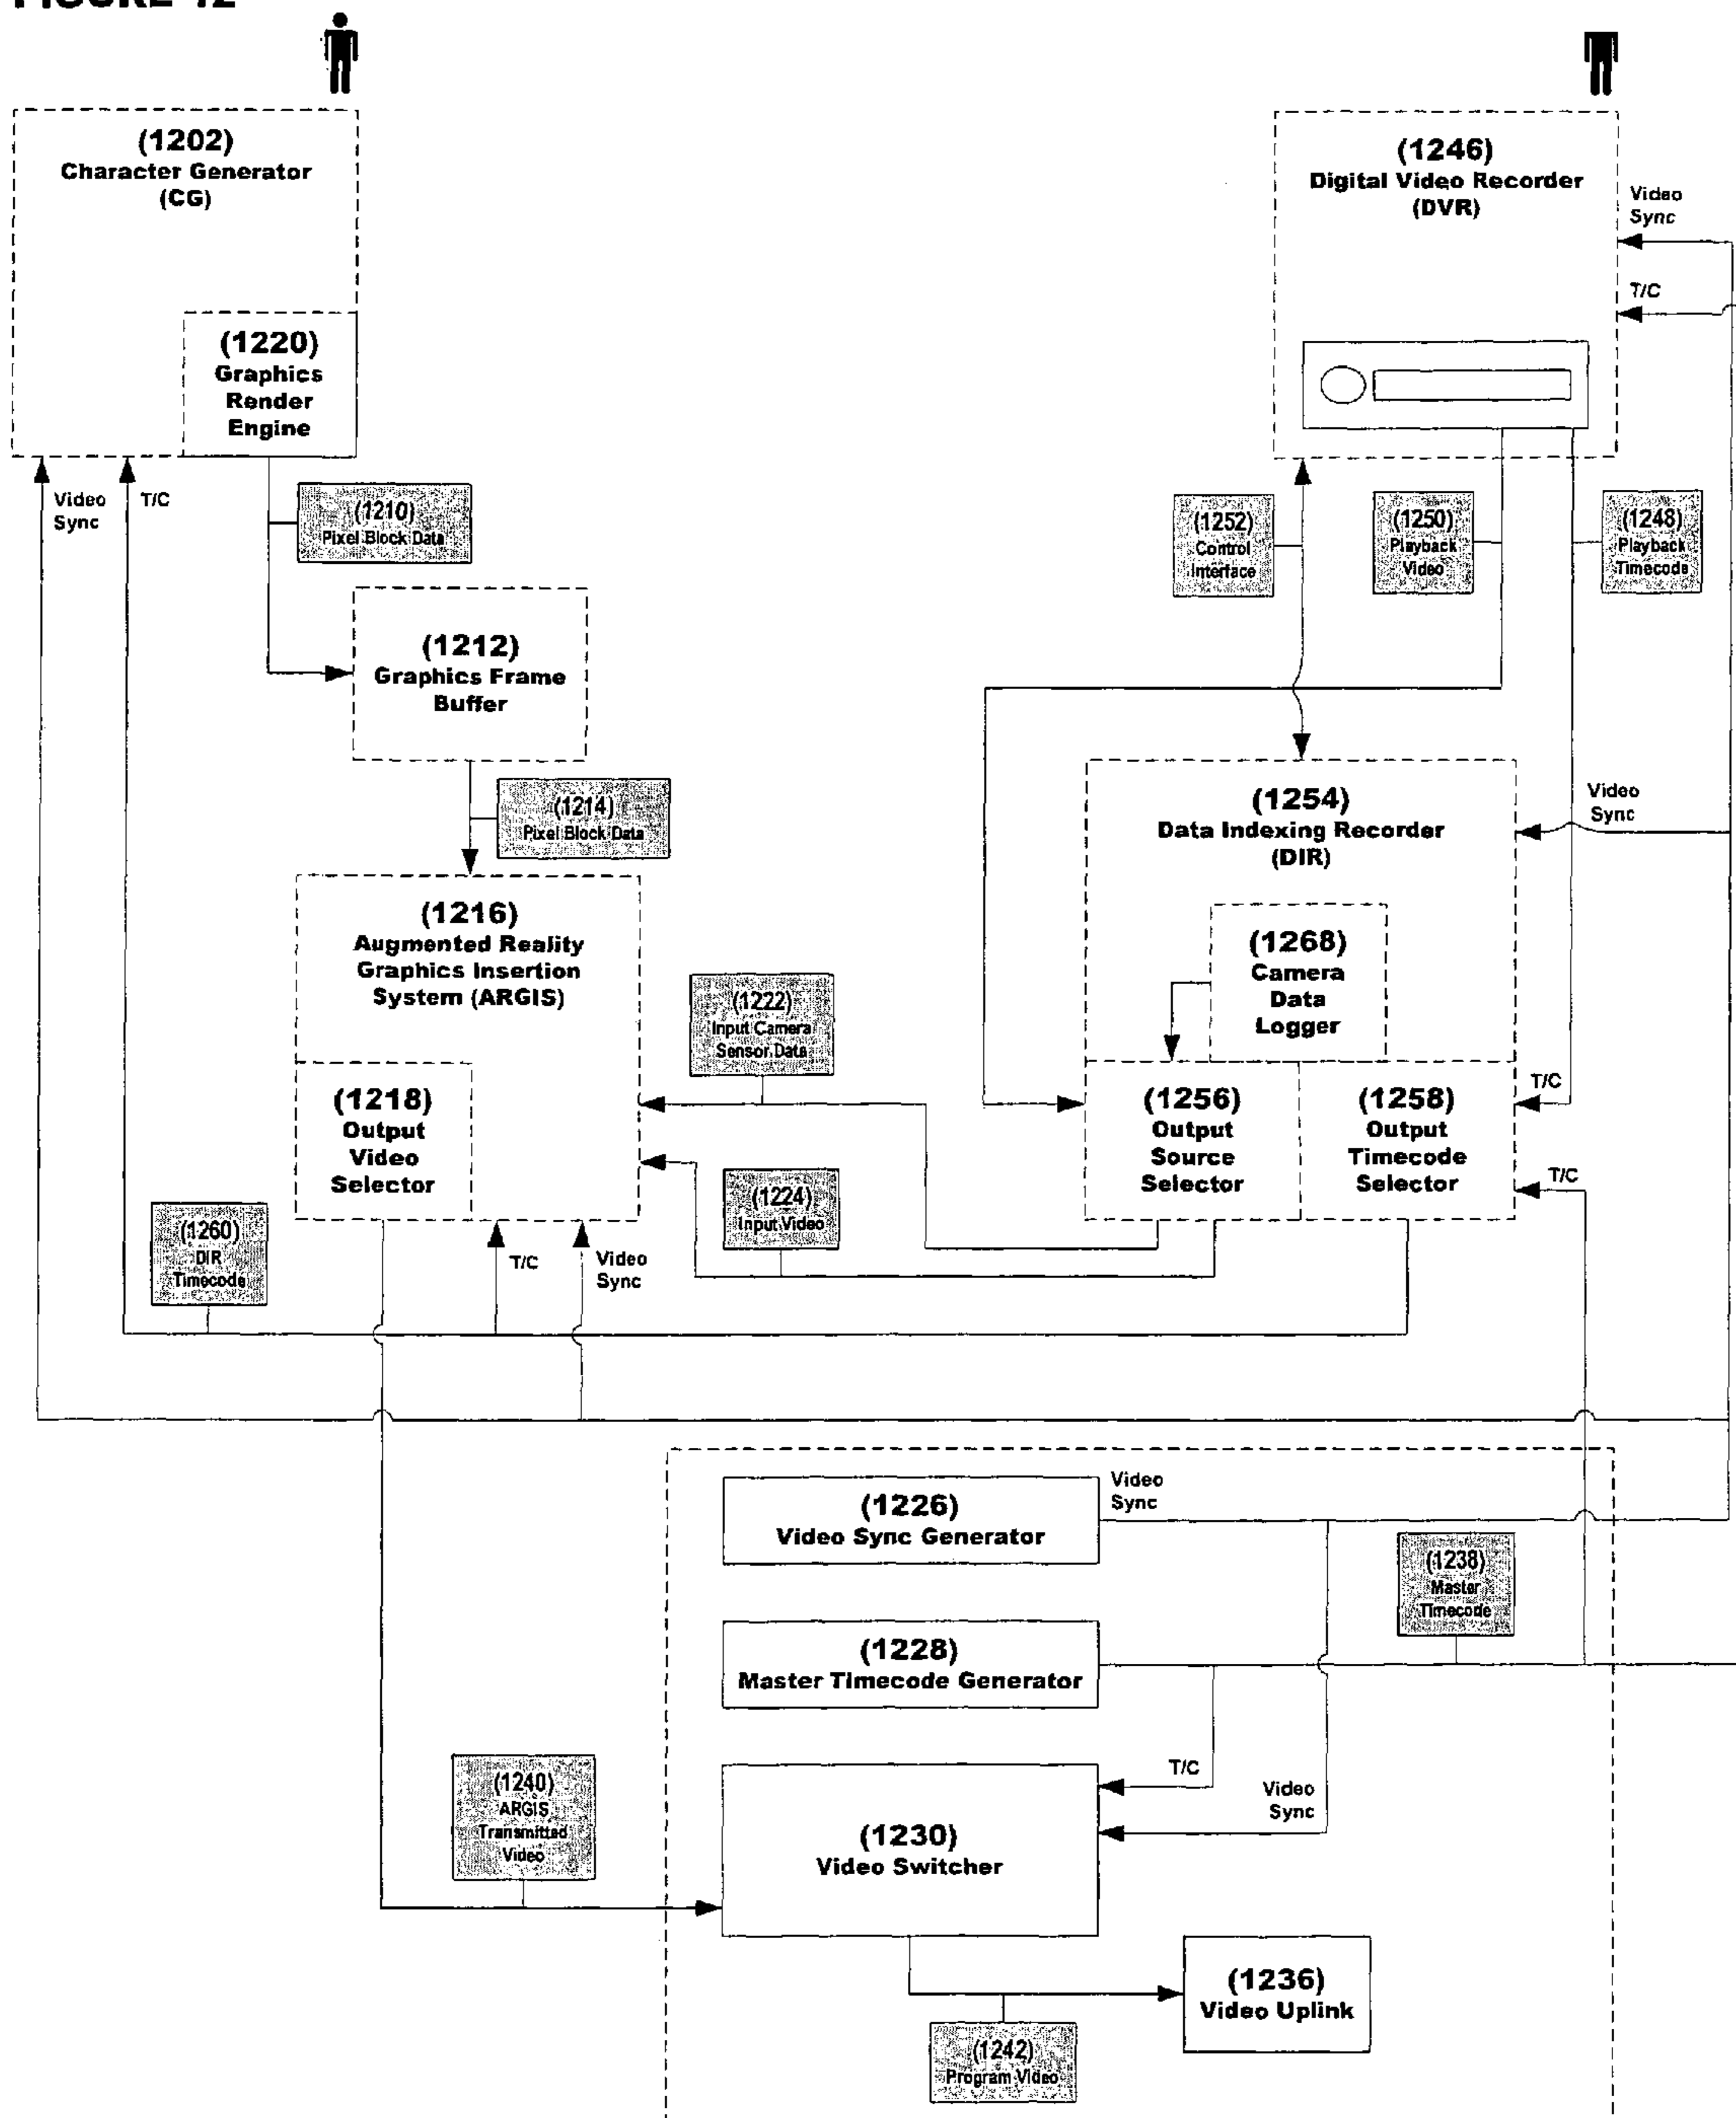 FIGURE 12
(1202)
Character Generator
(CG)
(1220)
Graphics
Render
Engine
Video
Sync
T/C
(1210)
Pixel Block Data
(1212)
Graphics Frame
Buffer
(1214)
Pixel Block Data
(1216)
Augmented Reality
Graphics Insertion
System (ARGIS)
(1218)
Output
Video
Selector
(1222)
Input Camera
Sensor Data
(1224)
Input Video
(1260)
DIR
Timecode
T/C
Video
Sync
(1246)
Digital Video Recorder
(DVR)
Video
Sync
T/C
(1252)
Control
Interface
(1250)
Playback
Video
(1248)
Playback
Timecode
(1254)
Data Indexing Recorder
(DIR)
Video
Sync
(1268)
Camera
Data
Logger
(1256)
Output
Source
Selector
(1258)
Output
Timecode
Selector
T/C
T/C
(1226)
Video Sync Generator
Video
Sync
(1238)
Master
Timecode
(1228)
Master Timecode Generator
T/C
Video
Sync
(1240)
ARGIS
Transmitted
Video
(1230)
Video Switcher
(1236)
Video Uplink
(1242)
Program Video